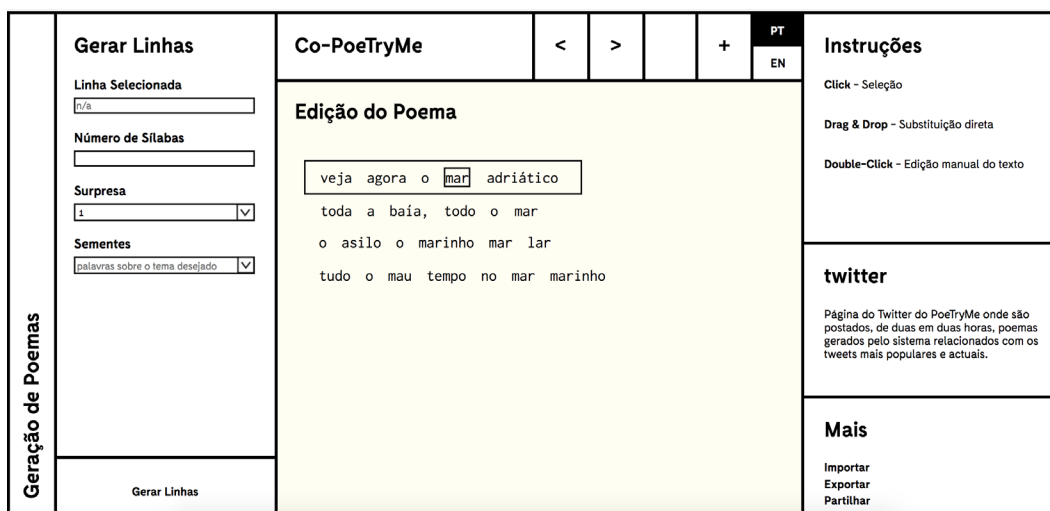 Geração de Poemas
Gerar Linhas
Linha Selecionada
n/a
Número de Sílabas
Surpresa
1
Sementes
palavras sobre o tema desejado
Gerar Linhas
Co-PoeTryMe
<
>
+
PT
EN
Edição do Poema
veja agora o mar adriático
toda a baía, todo o mar
o asilo o marinho mar lar
tudo o mau tempo no mar marinho
Instruções
Click - Seleção
Drag & Drop - Substituição direta
Double-Click - Edição manual do texto
twitter
Página do Twitter do PoeTryMe onde são
postados, de duas em duas horas, poemas
gerados pelo sistema relacionados com os
tweets mais populares e actuais.
Mais
Importar
Exportar
Partilhar